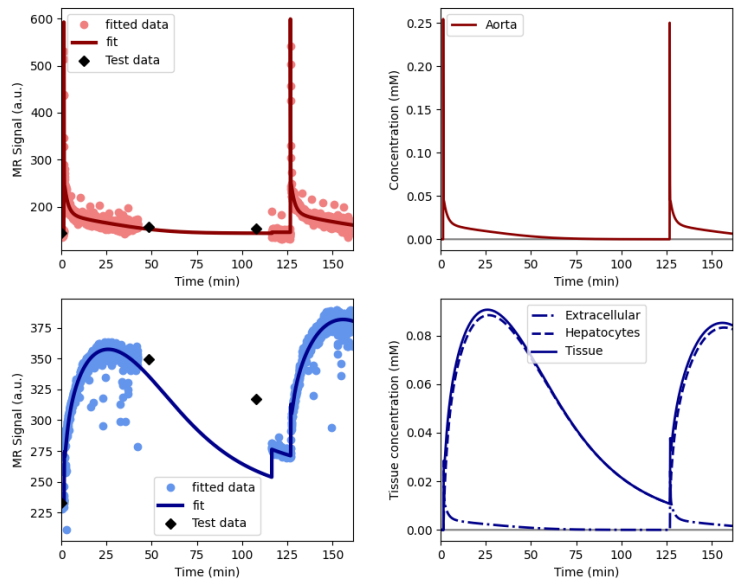 600
500
400
300
200
MR Signal (a.u.)
fitted data
fit
Test data
0
25
50
75
100
125
150
Time (min)
0.25
0.20
0.15
0.10
0.05
0.00
Concentration (mM)
Aorta
0
25
50
75
100
125
150
Time (min)
375
350
325
300
275
250
225
MR Signal (a.u.)
fitted data
fit
Test data
0
25
50
75
100
125
150
Time (min)
0.08
0.06
0.04
0.02
0.00
Tissue concentration (mM)
Extracellular
Hepatocytes
Tissue
0
25
50
75
100
125
150
Time (min)